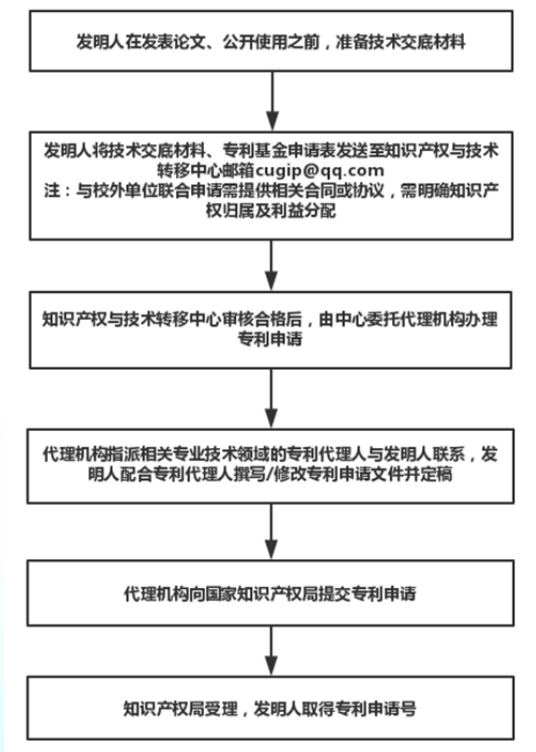 发明人在发表论文、公开使用之前，准备技术交底材料
发明人将技术交底材料、专利基金申请表发送至知识产权与技术
转移中心邮箱cugip@qq.com
注：与校外单位联合申请需提供相关合同或协议，需明确知识产
权归属及利益分配
知识产权与技术转移中心审核合格后，由中心委托代理机构办理
专利申请
代理机构指派相关专业技术领域的专利代理人与发明人联系，发
明人配合专利代理人撰写/修改专利申请文件并定稿
代理机构向国家知识产权局提交专利申请
知识产权局受理，发明人取得专利申请号